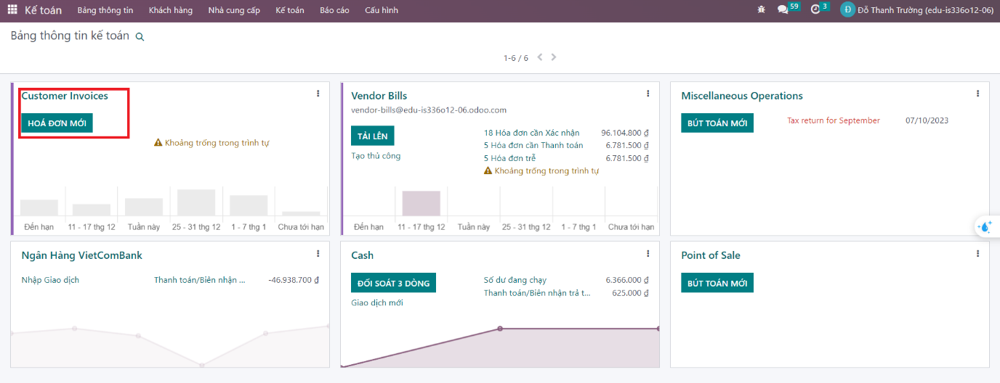 Kế toán Bảng thông tin Khách hàng Nhà cung cấp Kế toán Báo cáo Cấu hình 59 3 Đ Đỗ Thanh Trường (edu-is336o12-06)
Bảng thông tin kế toán
1-6 / 6
Customer Invoices
HOÁ ĐƠN MỚI
Khoảng trống trong trình tự
Đến hạn 11 - 17 thg 12 Tuần này 25 - 31 thg 12 1 - 7 thg 1 Chưa tới hạn
Vendor Bills
vendor-bills@edu-is336o12-06.odoo.com
TẢI LÊN
Tạo thủ công
18 Hóa đơn cần Xác nhận 96.104.800 ₫
5 Hóa đơn cần Thanh toán 6.781.500 ₫
5 Hóa đơn trễ 6.781.500 ₫
Khoảng trống trong trình tự
Đến hạn 11 - 17 thg 12 Tuần này 25 - 31 thg 12 1 - 7 thg 1 Chưa tới hạn
Miscellaneous Operations
BÚT TOÁN MỚI
Tax return for September 07/10/2023
Ngân Hàng VietComBank
Nhập Giao dịch
Thanh toán/Biên nhận ... -46.938.700 ₫
Cash
ĐỐI SOÁT 3 DÒNG
Giao dịch mới
Số dư đang chạy 6.366.000 ₫
Thanh toán/Biên nhận trả t... 625.000 ₫
Point of Sale
BÚT TOÁN MỚI